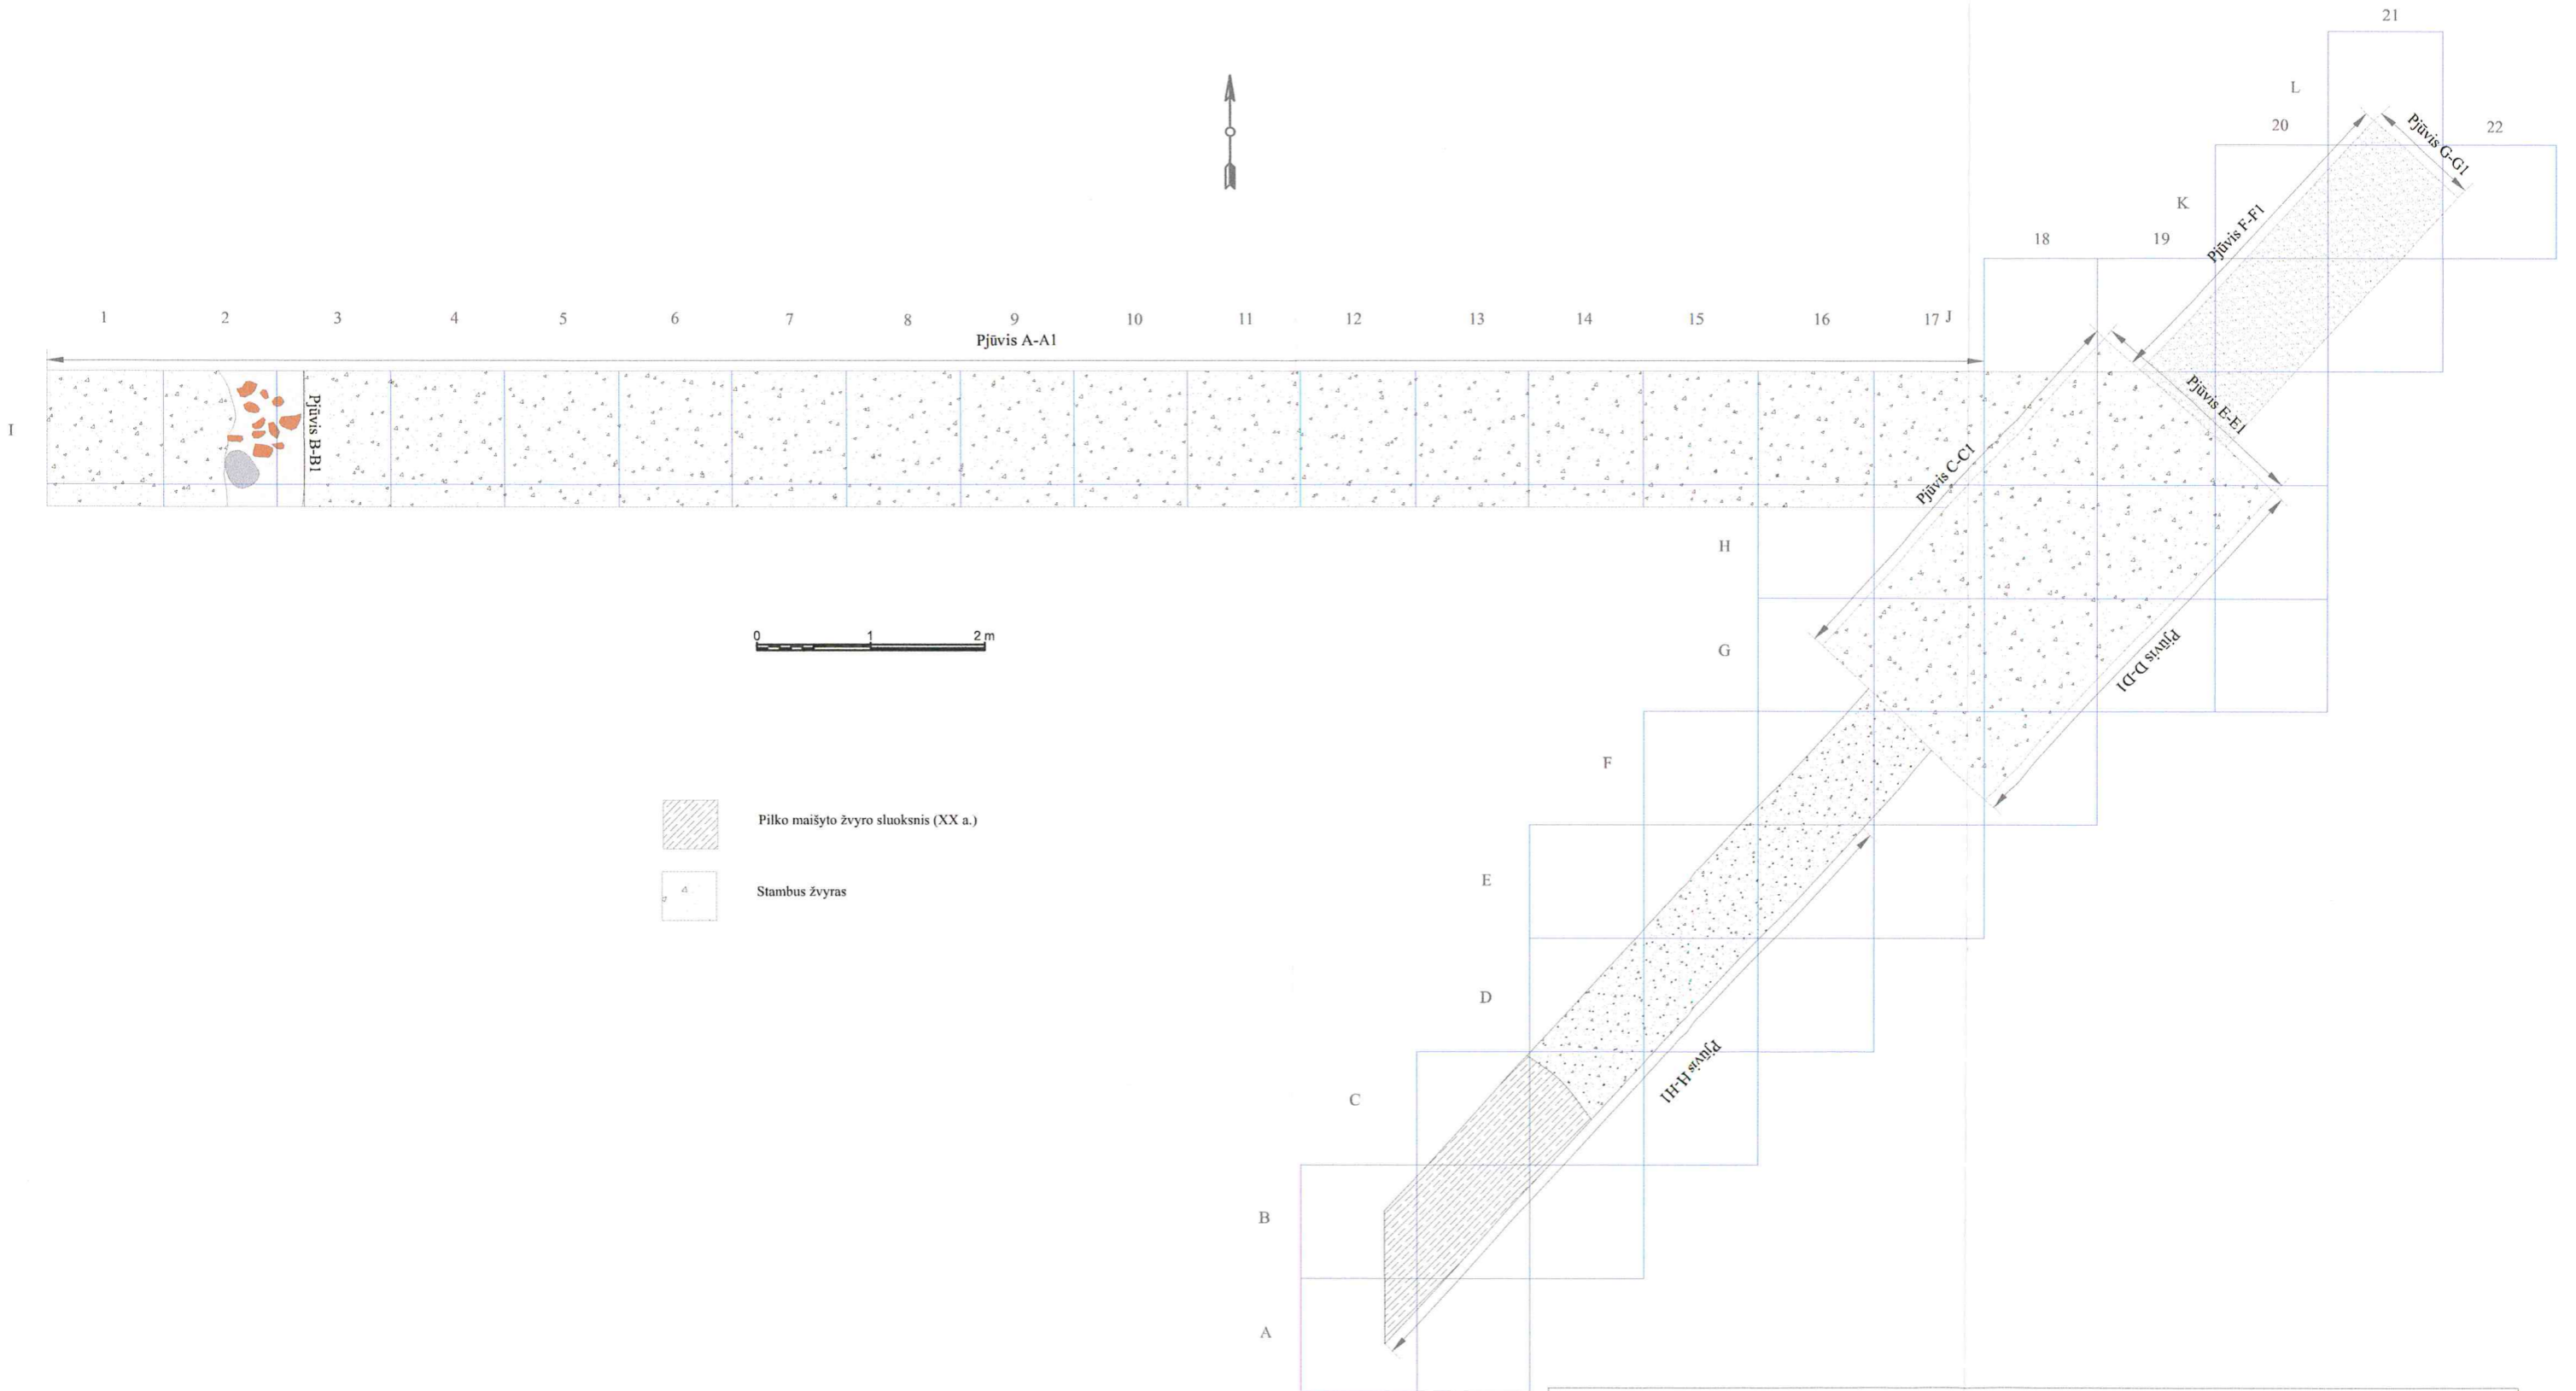 21
L
20
22
Pjūvis G-G1
K
Pjūvis F-F1
18
19
1
2
3
4
5
6
7
8
9
10
11
12
13
14
15
16
17
J
Pjūvis A-A1
I
Pjūvis B-B1
Pjūvis C-C1
Pjūvis E-E1
H
G
Pjūvis D-D1
0
1
2 m
F
Pilko maišyto žvyro sluoksnis (XX a.)
Stambus žvyras
E
D
Pjūvis H-H1
C
B
A